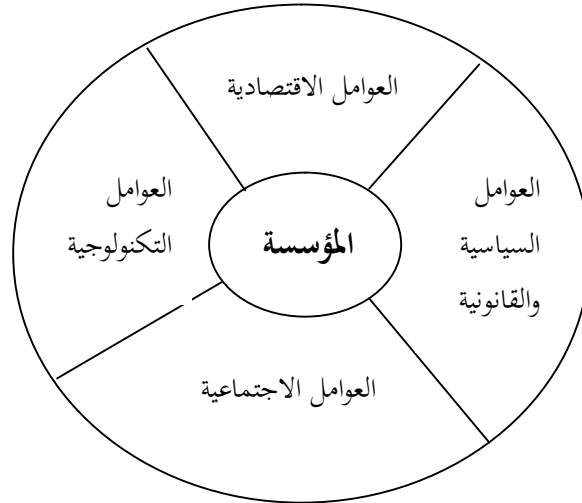 العوامل الاقتصادية
العوامل
السياسية
والقانونية
المؤسسة
العوامل
التكنولوجية
العوامل الاجتماعية